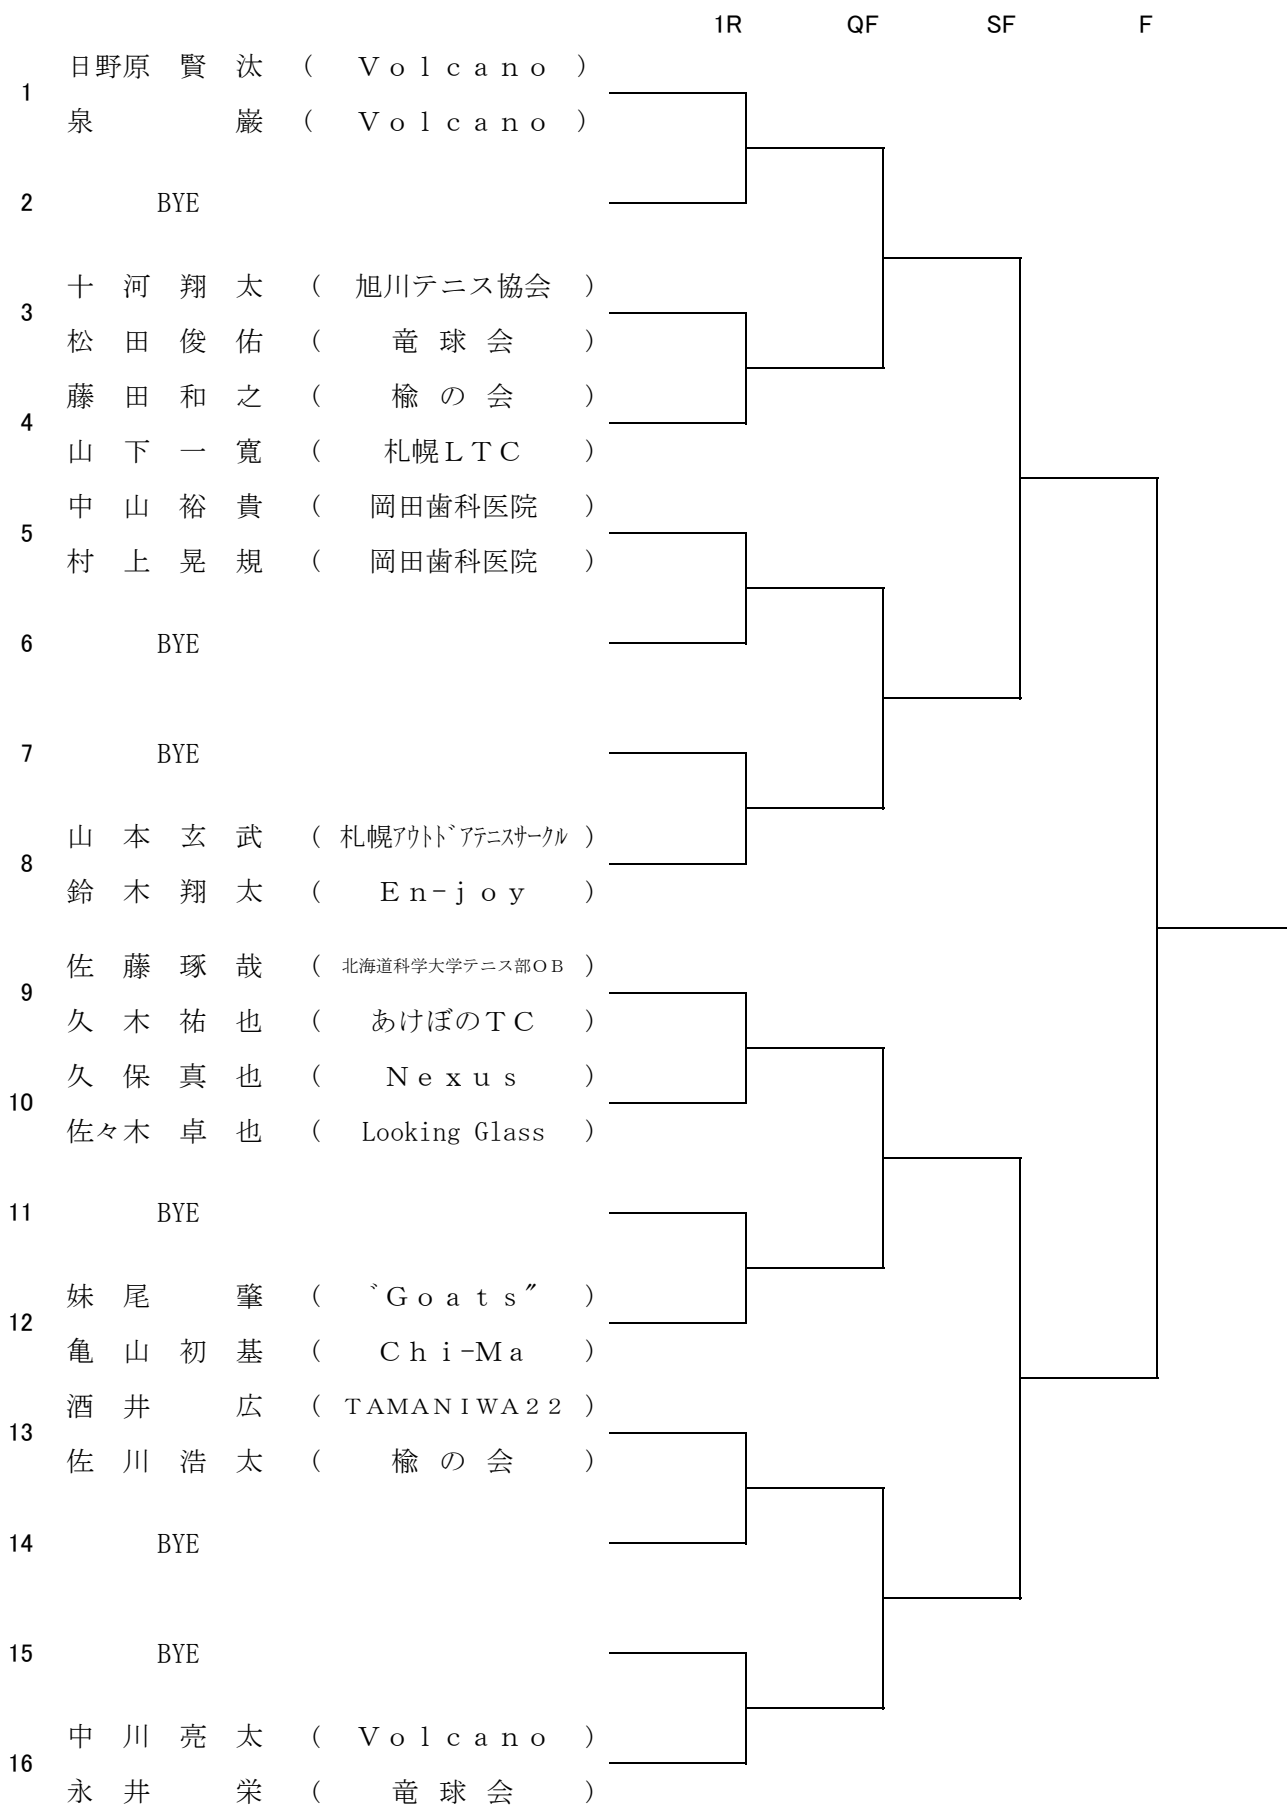 1R QF SF F
日野原 賢 汰 ( Ｖｏｌｃａｎｏ )
1
泉 巌 ( Ｖｏｌｃａｎｏ )
2 BYE
十 河 翔 太 ( 旭川テニス協会 )
3
松 田 俊 佑 ( 竜 球 会 )
藤 田 和 之 ( 楡 の 会 )
4
山 下 一 寛 ( 札幌ＬＴＣ )
中 山 裕 貴 ( 岡田歯科医院 )
5
村 上 晃 規 ( 岡田歯科医院 )
6 BYE
7 BYE
山 本 玄 武 ( 札幌ｱｳﾄﾄﾞｱﾃﾆｽｻｰｸﾙ )
8
鈴 木 翔 太 ( Ｅｎ-ｊｏｙ )
佐 藤 琢 哉 ( 北海道科学大学テニス部ＯＢ )
9
久 木 祐 也 ( あけぼのＴＣ )
久 保 真 也 ( Ｎｅｘｕｓ )
10
佐々木 卓 也 ( Looking Glass )
11 BYE
妹 尾 肇 ( 〝Ｇｏａｔｓ〞 )
12
亀 山 初 基 ( Ｃｈｉ-Ｍａ )
酒 井 広 ( ＴＡＭＡＮＩＷＡ２２ )
13
佐 川 浩 太 ( 楡 の 会 )
14 BYE
15 BYE
中 川 亮 太 ( Ｖｏｌｃａｎｏ )
16
永 井 栄 ( 竜 球 会 )